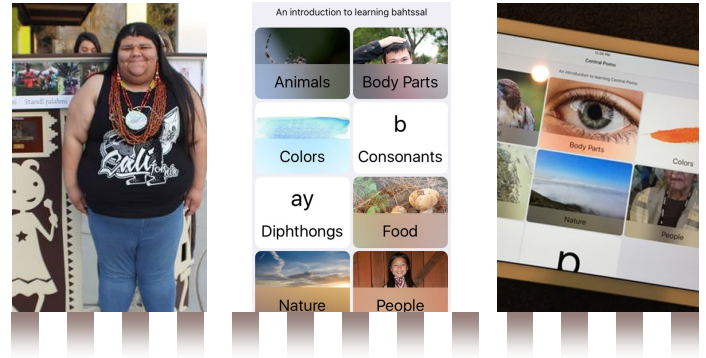 Cali
An introduction to learning bahtssal
Animals
Body Parts
Colors
b
Consonants
ay
Diphthongs
Food
Nature
People
Central Pomo
An introduction to learning Central Pomo
Body Parts
Colors
Nature
People
p